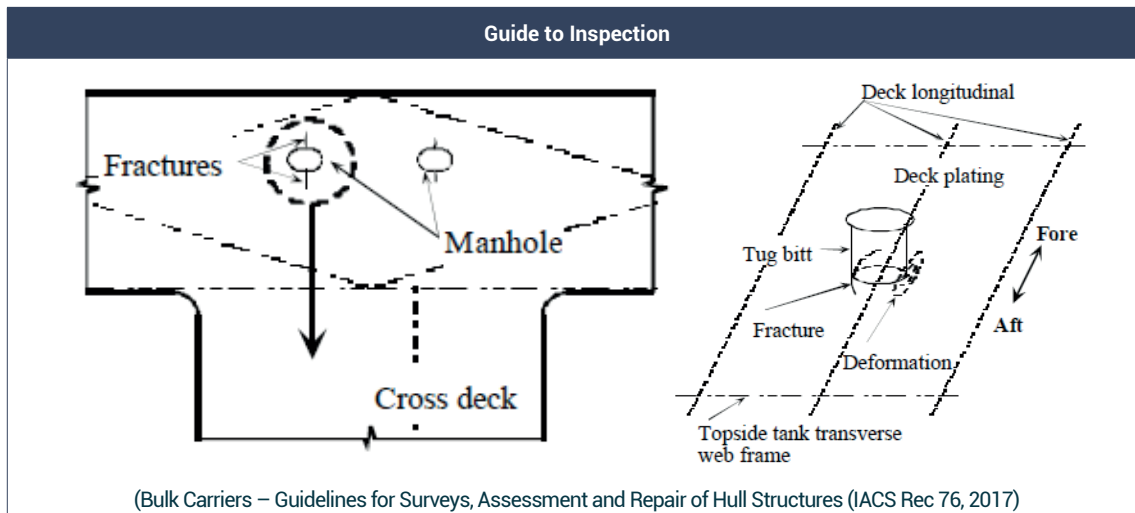 Guide to Inspection
Fractures
Manhole
Cross deck
Deck longitudinal
Deck plating
Tug bitt
Fore
Fracture
Aft
Deformation
Topside tank transverse
web frame
(Bulk Carriers – Guidelines for Surveys, Assessment and Repair of Hull Structures (IACS Rec 76, 2017)